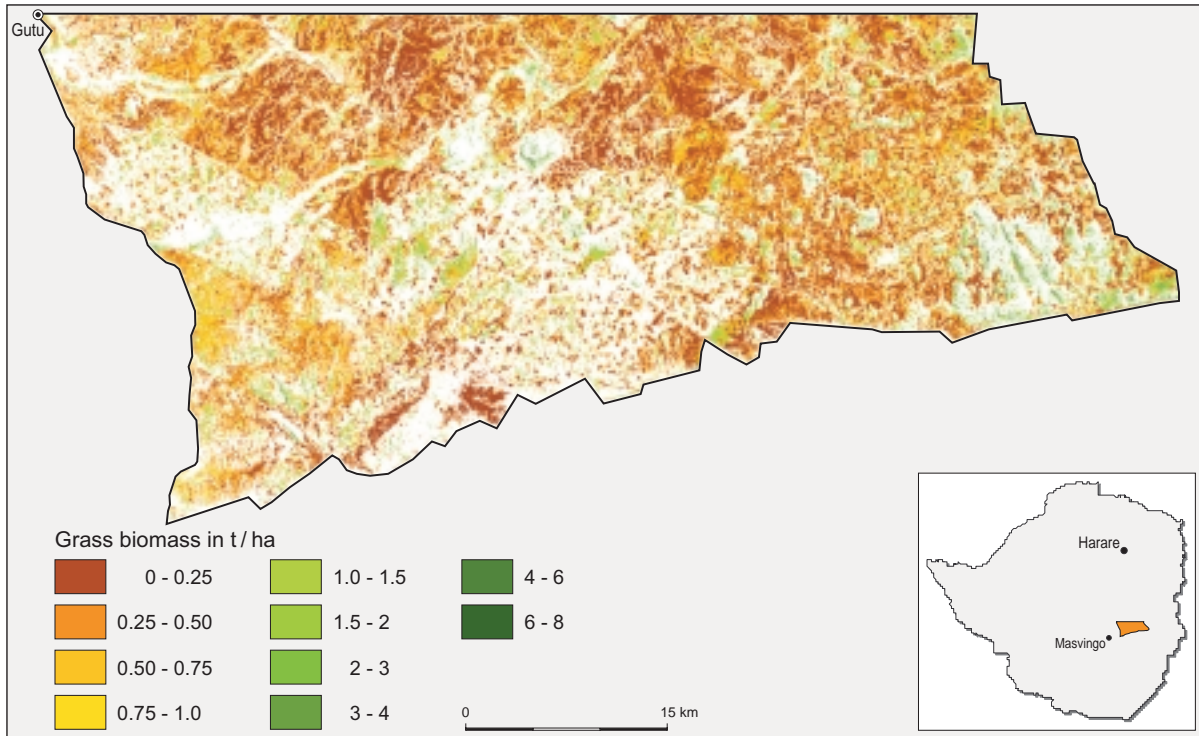 Gutu
Grass biomass in t / ha
0 - 0.25
0.25 - 0.50
0.50 - 0.75
0.75 - 1.0
1.0 - 1.5
1.5 - 2
2 - 3
3 - 4
4 - 6
6 - 8
0 15 km
Harare
Masvingo